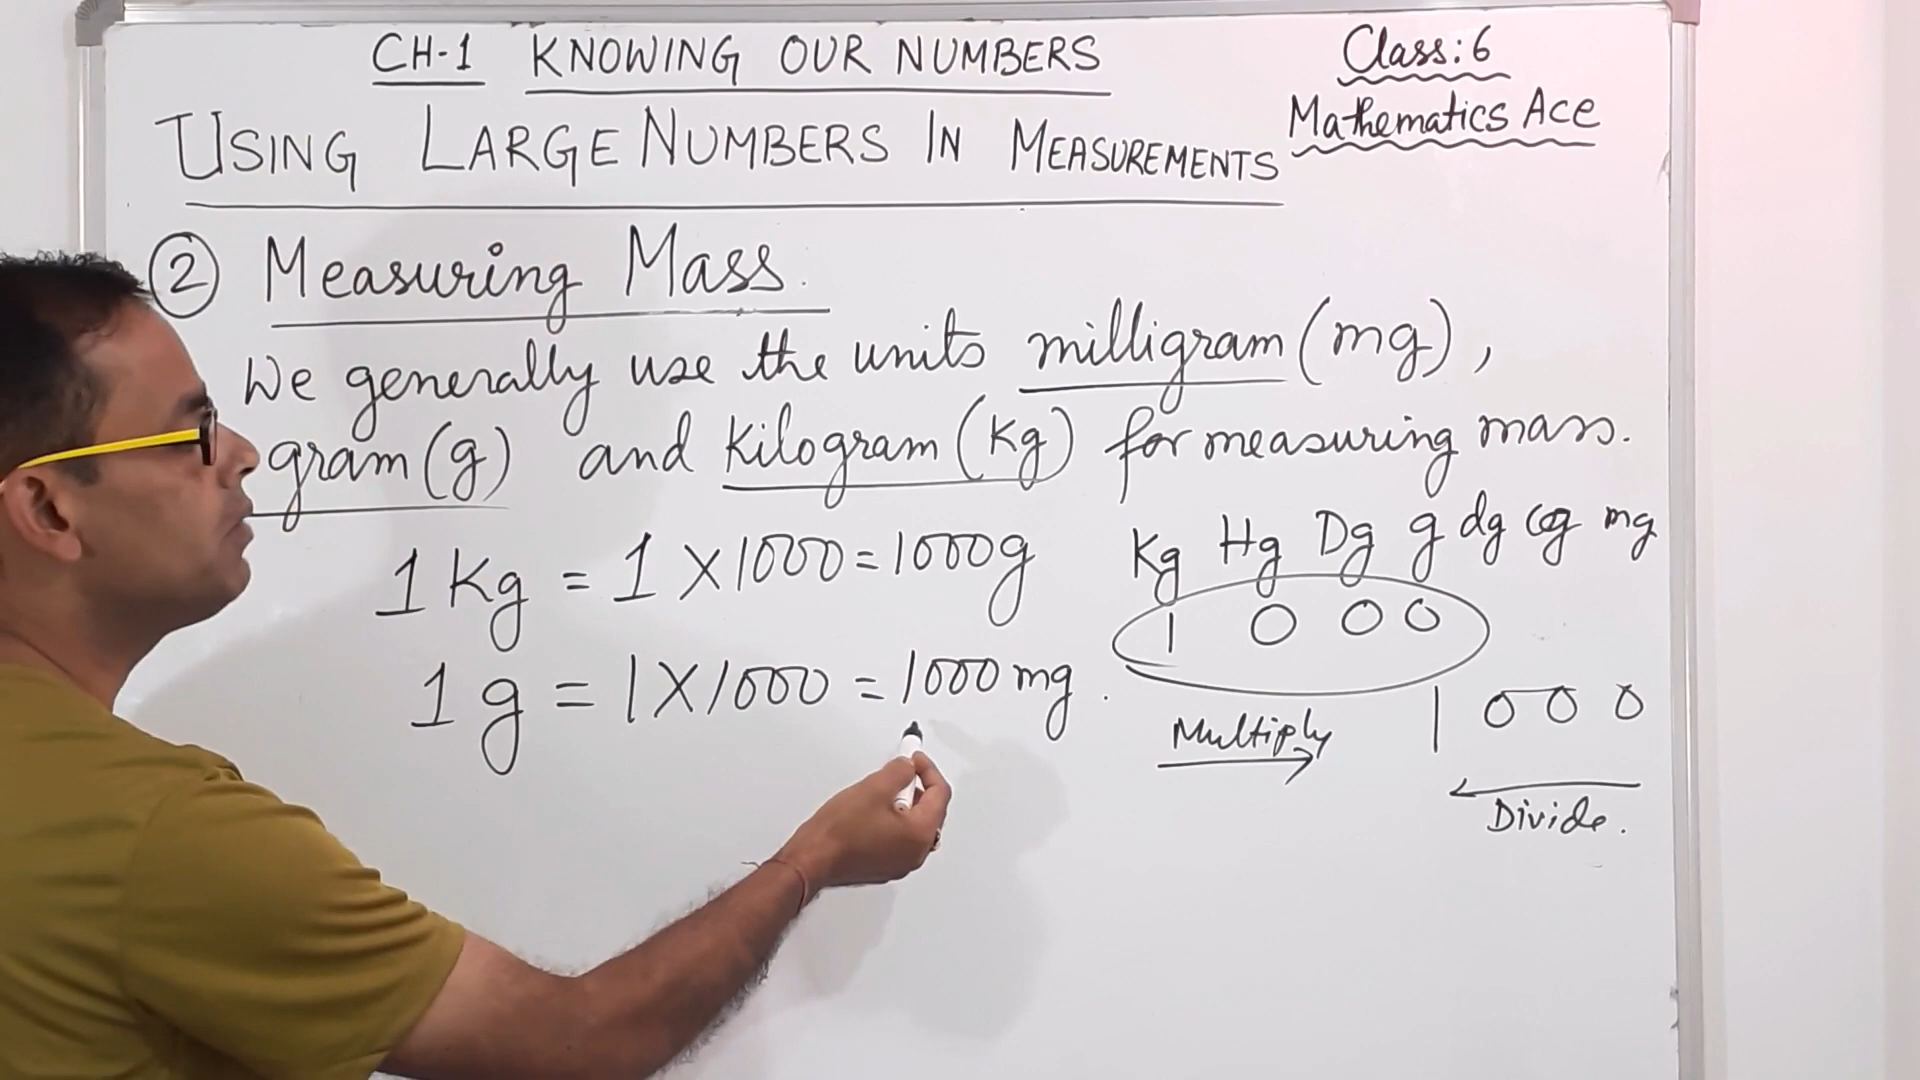 CH-1 KNOWING OUR NUMBERS
Class: 6
USING LARGE NUMBERS IN MEASUREMENTS
Mathematics Ace
2 Measuring Mass.
We generally use the units milligram (mg),
gram (g) and Kilogram (Kg) for measuring mass.
Kg Hg Dg g dg cg mg
1 Kg = 1 X 1000 = 1000g
1 0 0 0
1 g = 1 X 1000 = 1000 mg.
1 0 0 0
Multiply
Divide.